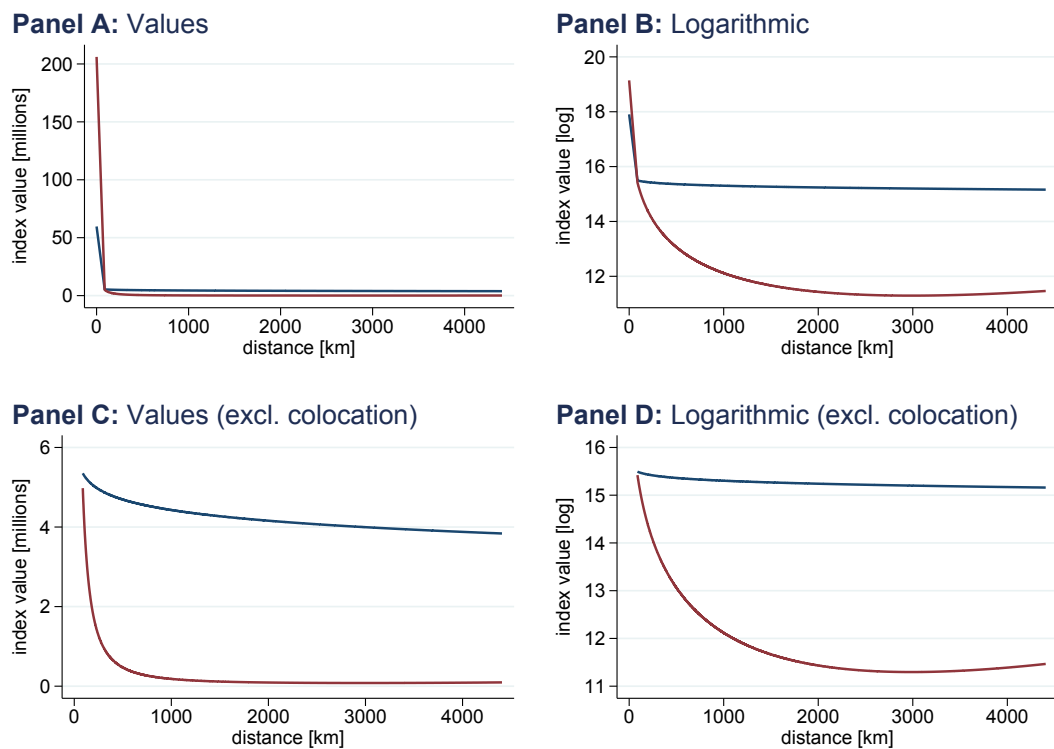 Panel A: Values
index value [millions]
200
150
100
50
0
0 1000 2000 3000 4000
distance [km]
Panel B: Logarithmic
index value [log]
20
18
16
14
12
0 1000 2000 3000 4000
distance [km]
Panel C: Values (excl. colocation)
index value [millions]
6
4
2
0
0 1000 2000 3000 4000
distance [km]
Panel D: Logarithmic (excl. colocation)
index value [log]
16
15
14
13
12
11
0 1000 2000 3000 4000
distance [km]